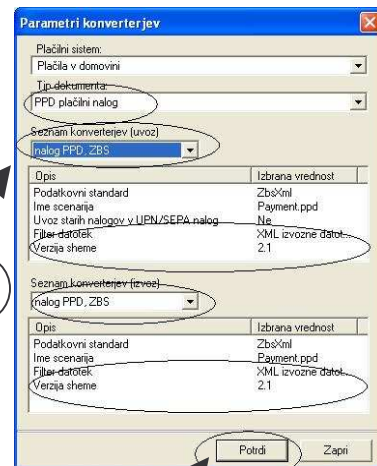 Parametri konverterjev
Plačilni sistem:
Plačila v domovini
Tip dokumenta:
PPD plačilni nalog
Seznam konverterjev (uvoz)
nalog PPD, ZBS
Opis Izbrana vrednost
Podatkovni standard ZbsXml
Ime scenarija Payment.ppd
Uvoz starih nalogov v UPN/SEPA nalog Ne
Filter datotek XML izvozne datot...
Verzija sheme 2.1
Seznam konverterjev (izvoz)
nalog PPD, ZBS
Opis Izbrana vrednost
Podatkovni standard ZbsXml
Ime scenarija Payment.ppd
Filter datotek XML izvozne datot...
Verzija sheme 2.1
Potrdi Zapri